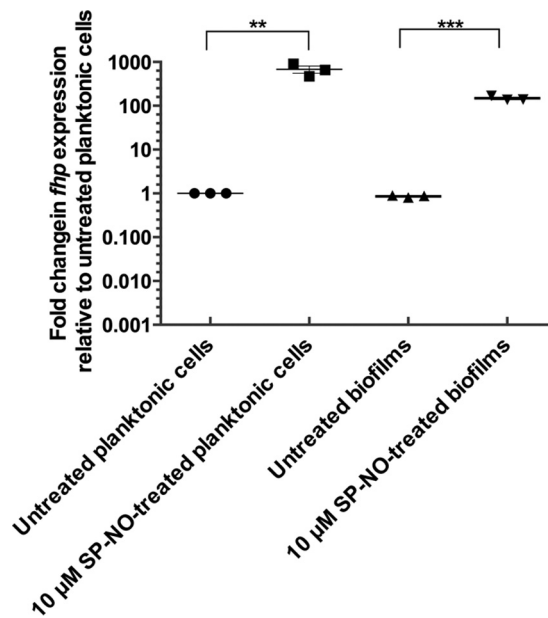 **
***
Fold changein fhp expression
relative to untreated planktonic cells
1000
100
10
1
0.100
0.010
0.001
Untreated planktonic cells
10 µM SP-NO-treated planktonic cells
Untreated biofilms
10 µM SP-NO-treated biofilms